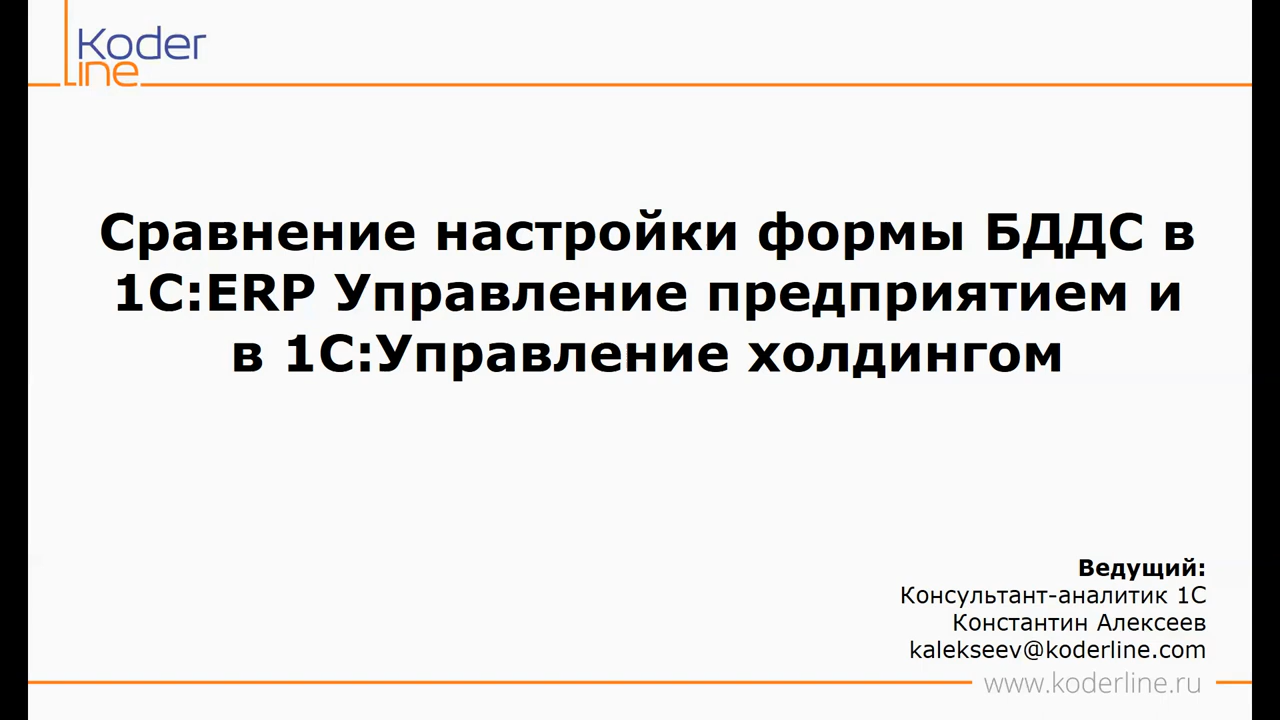 Koder
line
Сравнение настройки формы БДДС в
1С:ERP Управление предприятием и
в 1С:Управление холдингом
Ведущий:
Консультант-аналитик 1С
Константин Алексеев
kalekseev@koderline.com
www.koderline.ru